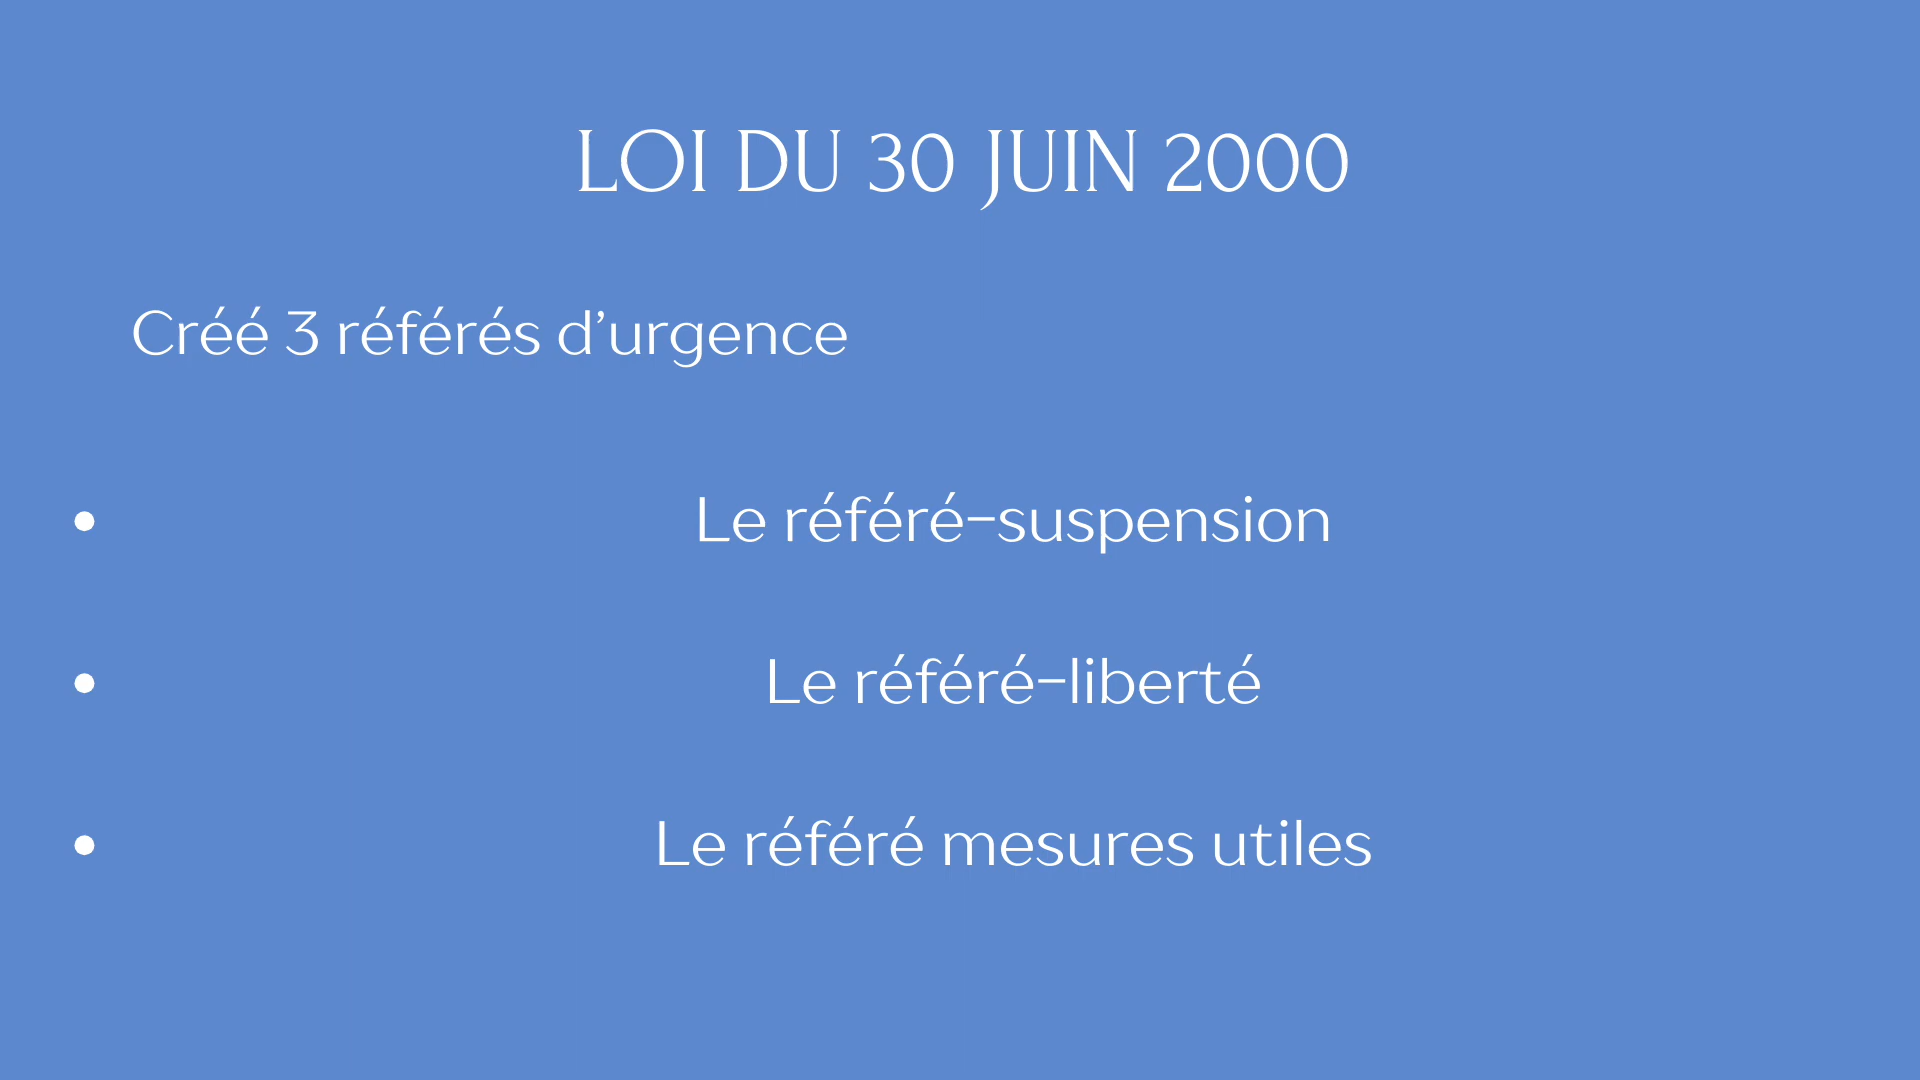 LOI DU 30 JUIN 2000
Créé 3 référés d’urgence
• Le référé-suspension
• Le référé-liberté
• Le référé mesures utiles